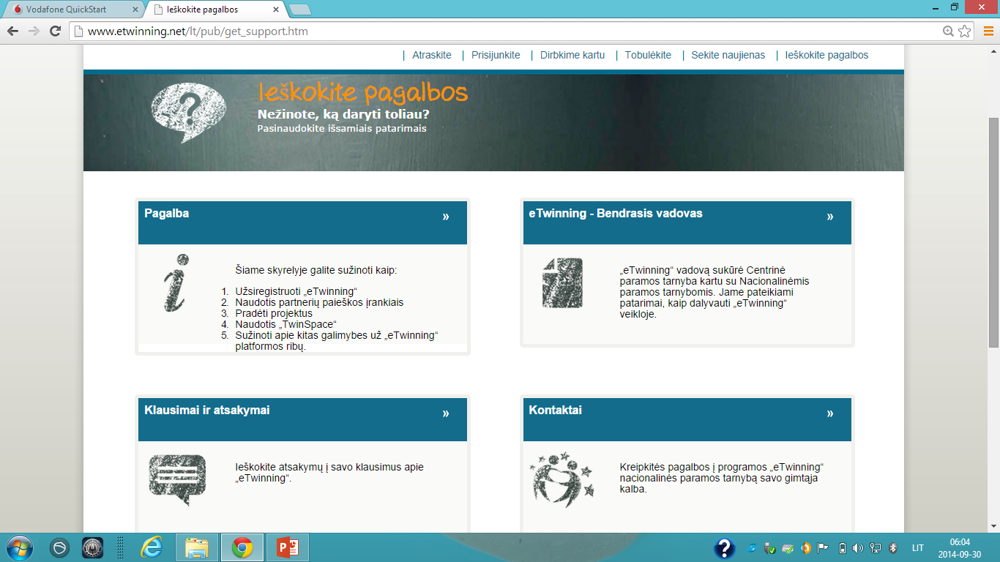 Vodafone QuickStart
Ieškokite pagalbos
www.etwinning.net/lt/pub/get_support.htm
| Atraskite | Prisijunkite | Dirbkime kartu | Tobulėkite | Sekite naujienas | Ieškokite pagalbos
Ieškokite pagalbos
Nežinote, ką daryti toliau?
Pasinaudokite išsamiais patarimais
Pagalba »
Šiame skyrelyje galite sužinoti kaip:
1. Užsiregistruoti „eTwinning“
2. Naudotis partnerių paieškos įrankiais
3. Pradėti projektus
4. Naudotis „TwinSpace“
5. Sužinoti apie kitas galimybes už „eTwinning“
platformos ribų.
eTwinning - Bendrasis vadovas »
„eTwinning“ vadovą sukūrė Centrinė
paramos tarnyba kartu su Nacionalinėmis
paramos tarnybomis. Jame pateikiami
patarimai, kaip dalyvauti „eTwinning“
veikloje.
Klausimai ir atsakymai »
Ieškokite atsakymų į savo klausimus apie
„eTwinning“.
Kontaktai »
Kreipkitės pagalbos į programos „eTwinning“
nacionalinės paramos tarnybą savo gimtąja
kalba.
LIT
06:04
2014-09-30